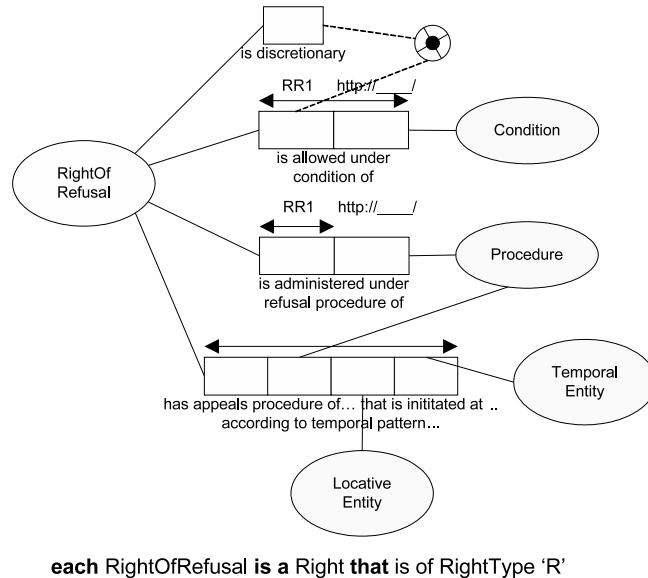 is discretionary
RR1 http://____/
Condition
is allowed under
condition of
RightOf
Refusal
RR1 http://____/
Procedure
is administered under
refusal procedure of
Temporal
Entity
has appeals procedure of… that is inititated at ..
according to temporal pattern…
Locative
Entity
each RightOfRefusal is a Right that is of RightType ‘R’